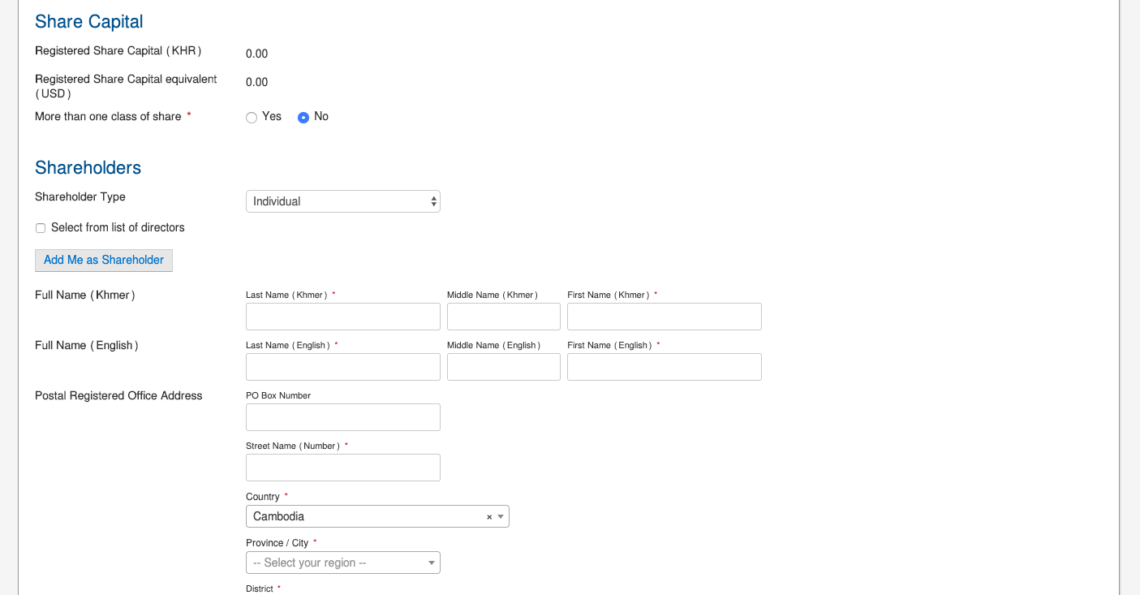 Share Capital
Registered Share Capital (KHR)
0.00
Registered Share Capital equivalent
(USD)
0.00
More than one class of share *
Yes
No
Shareholders
Shareholder Type
Individual
Select from list of directors
Add Me as Shareholder
Full Name (Khmer)
Last Name (Khmer) *
Middle Name (Khmer)
First Name (Khmer) *
Full Name (English)
Last Name (English) *
Middle Name (English)
First Name (English) *
Postal Registered Office Address
PO Box Number
Street Name (Number) *
Country *
Cambodia
×
Province / City *
-- Select your region --
District *